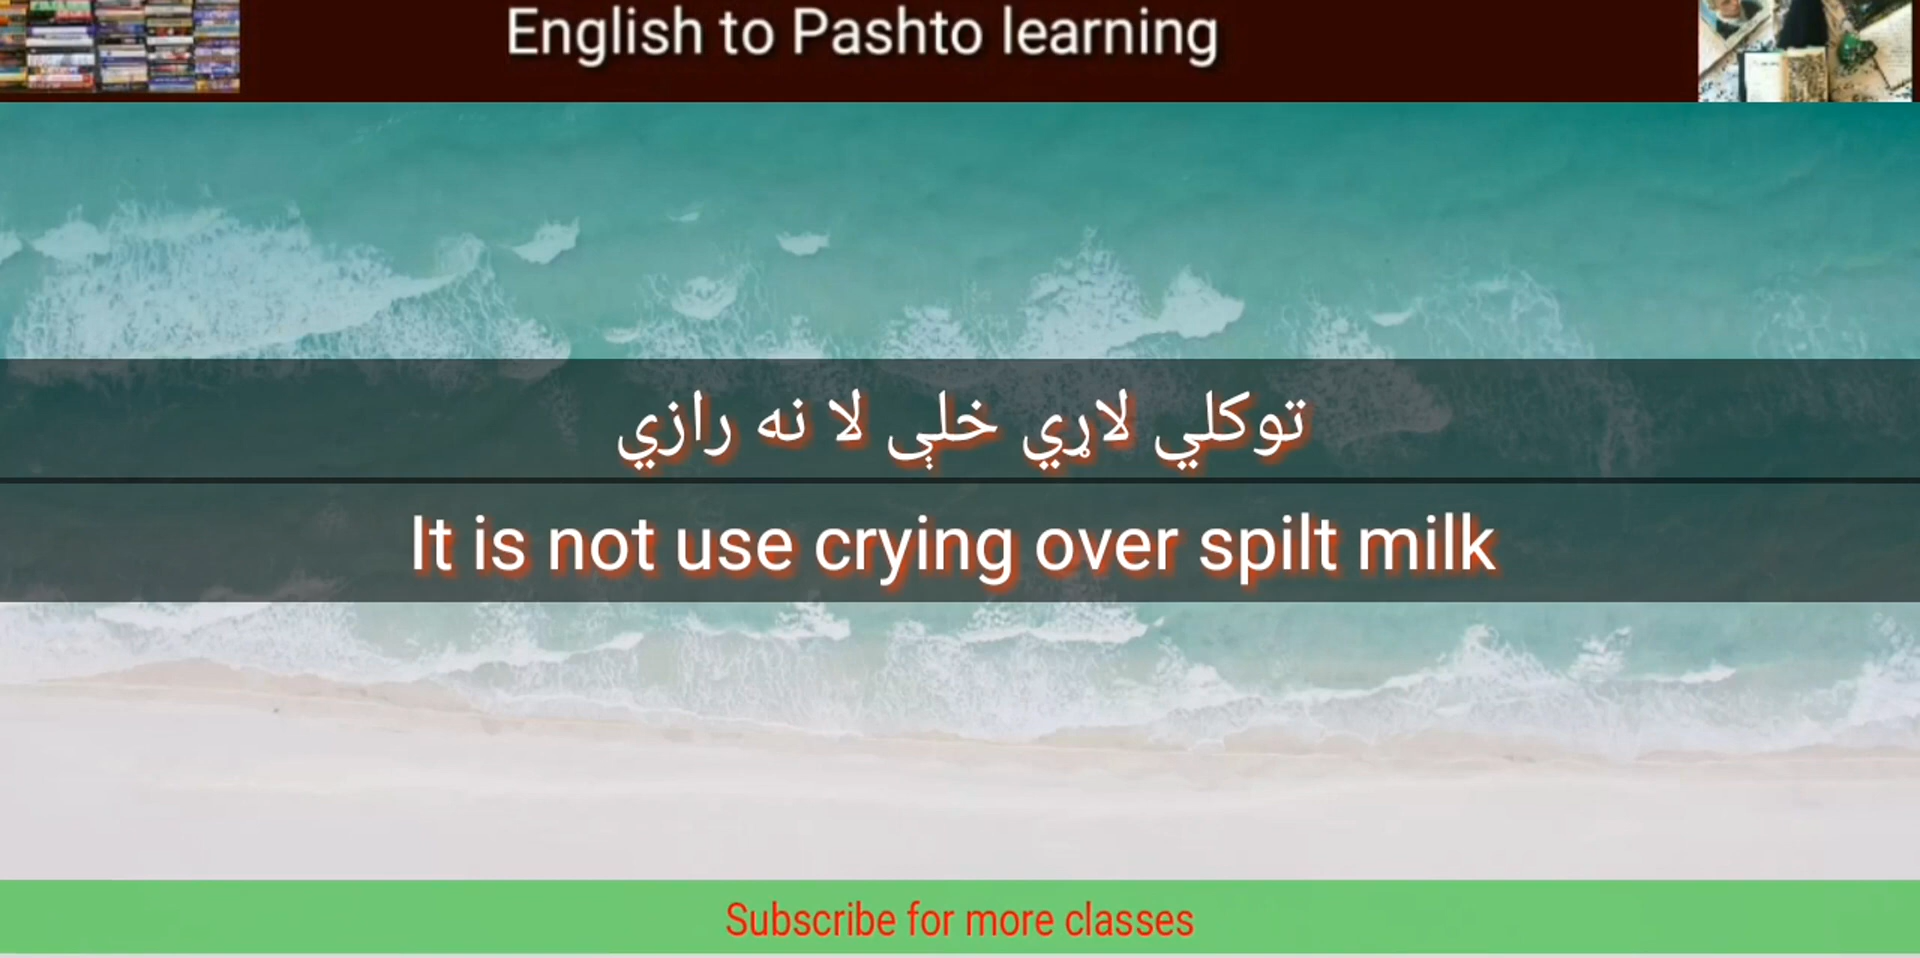 English to Pashto learning
توكلي لاړي خلې لا نه رازي
It is not use crying over spilt milk
Subscribe for more classes